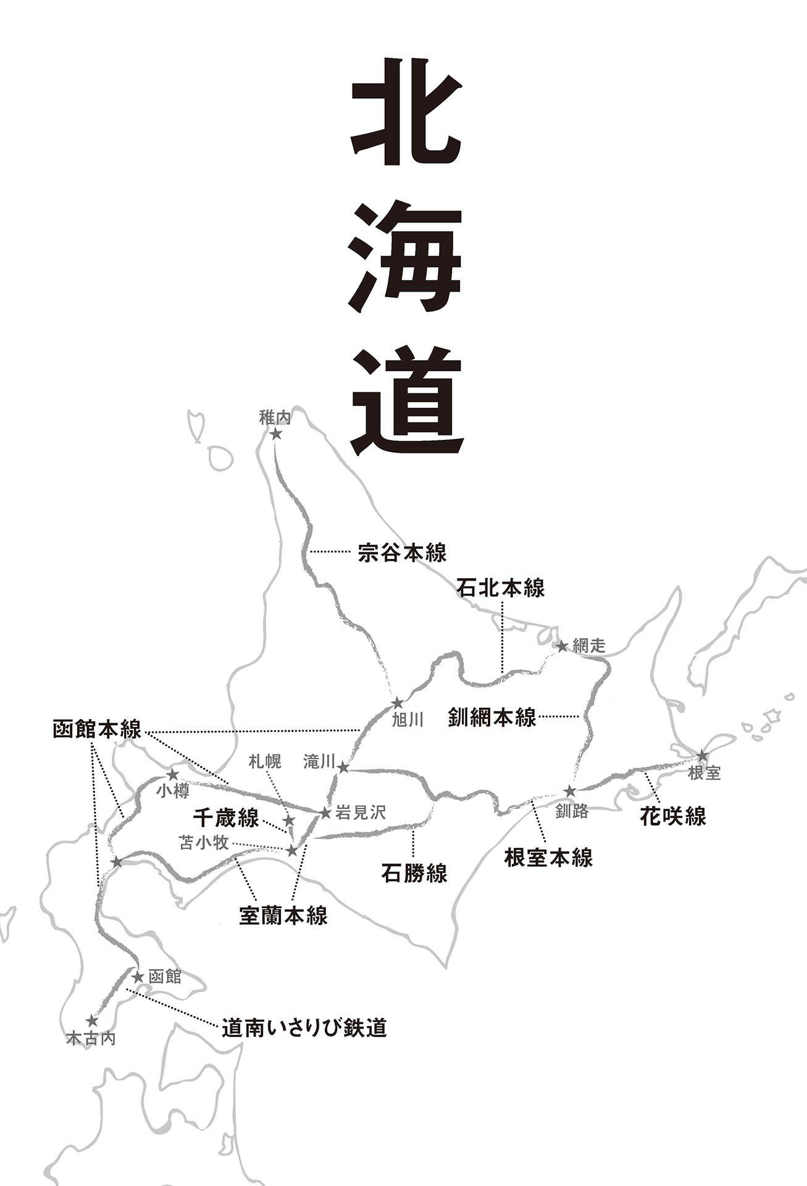 北海道
稚内
宗谷本線
石北本線
網走
旭川
釧網本線
函館本線
札幌
滝川
根室
小樽
千歳線
岩見沢
釧路
花咲線
苫小牧
石勝線
根室本線
室蘭本線
函館
道南いさりび鉄道
木古内